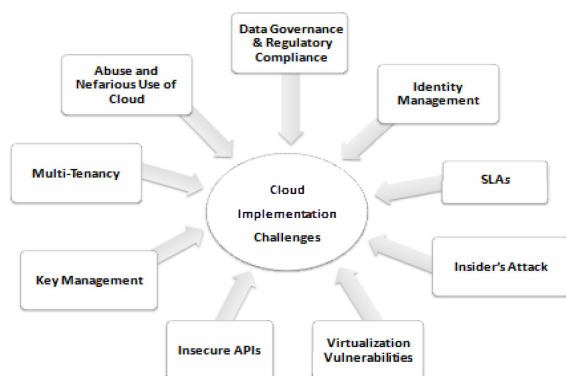 Data Governance
& Regulatory
Compliance
Abuse and
Nefarious Use of
Cloud
Identity
Management
Multi-Tenancy
SLAs
Cloud
Implementation
Challenges
Key Management
Insider's Attack
Insecure APIs
Virtualization
Vulnerabilities